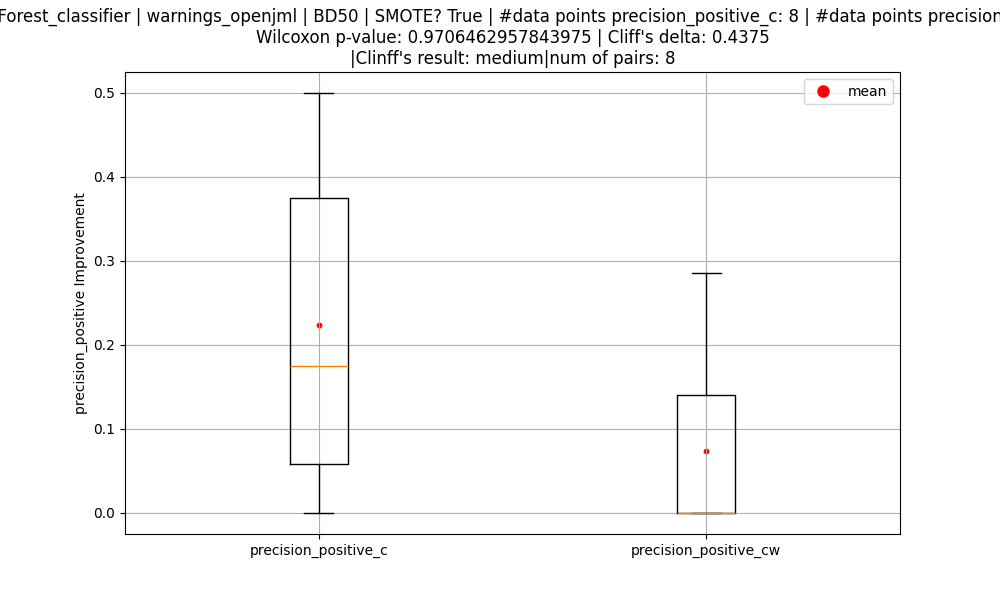 Forest_classifier | warnings_openjml | BD50 | SMOTE? True | #data points precision_positive_c: 8 | #data points precision
Wilcoxon p-value: 0.9706462957843975 | Cliff's delta: 0.4375
|Clinff's result: medium|num of pairs: 8
mean
0.5
0.4
0.3
0.2
0.1
0.0
precision_positive Improvement
precision_positive_c
precision_positive_cw